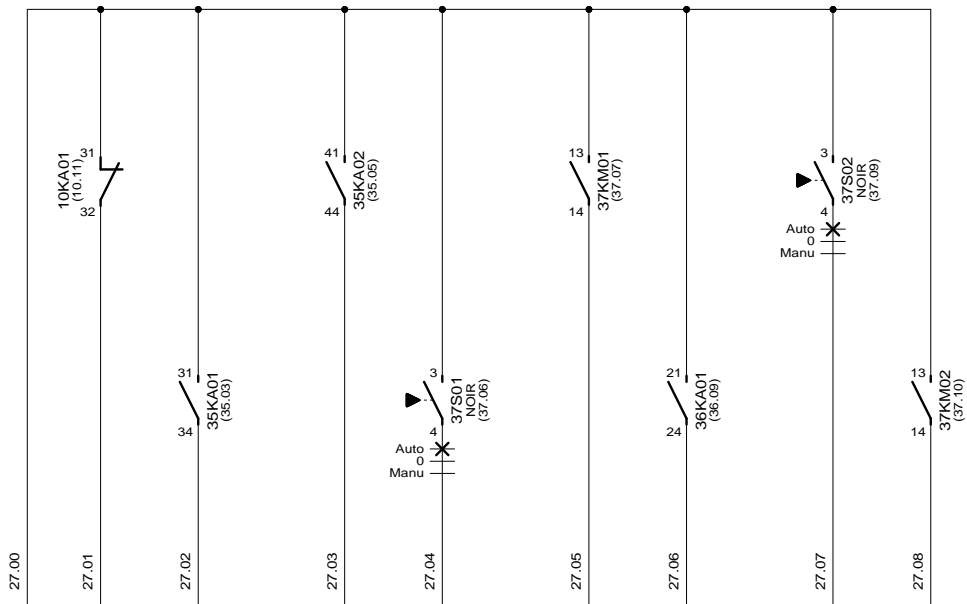 31
10KA01
(10.11)
32
41
35KA02
(35.05)
44
13
37KM01
(37.07)
14
3
37S02
NOIR
(37.09)
4
Auto
0
Manu
31
35KA01
(35.03)
34
3
37S01
NOIR
(37.06)
4
Auto
0
Manu
21
36KA01
(36.09)
24
13
37KM02
(37.10)
14
27.00
27.01
27.02
27.03
27.04
27.05
27.06
27.07
27.08